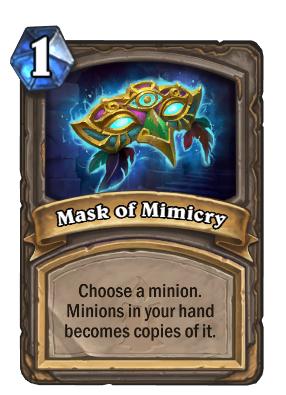 1
Mask of Mimicry
Choose a minion.
Minions in your hand
becomes copies of it.